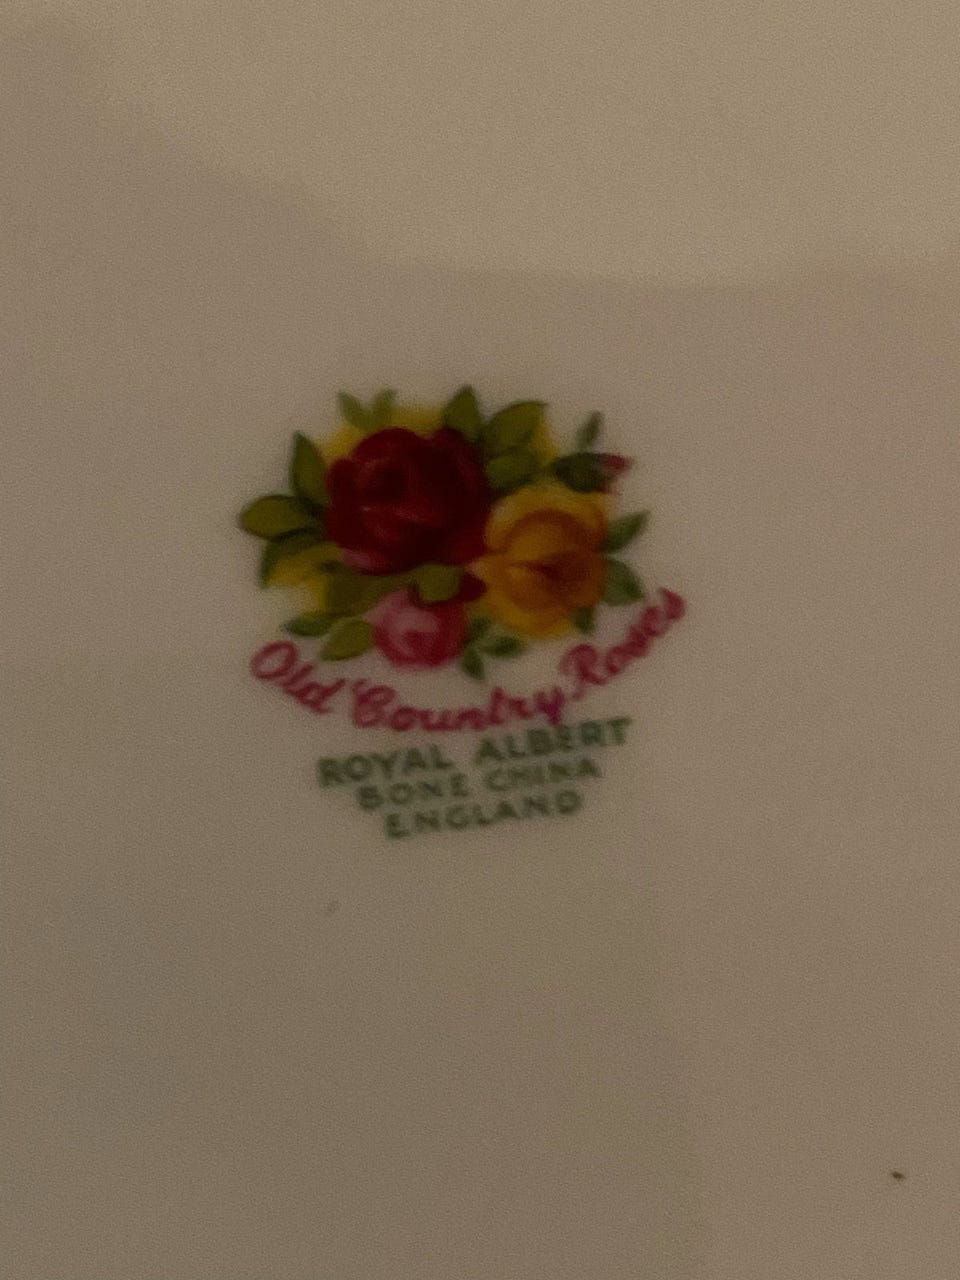 Old Country Roses
ROYAL ALBERT
BONE CHINA
ENGLAND